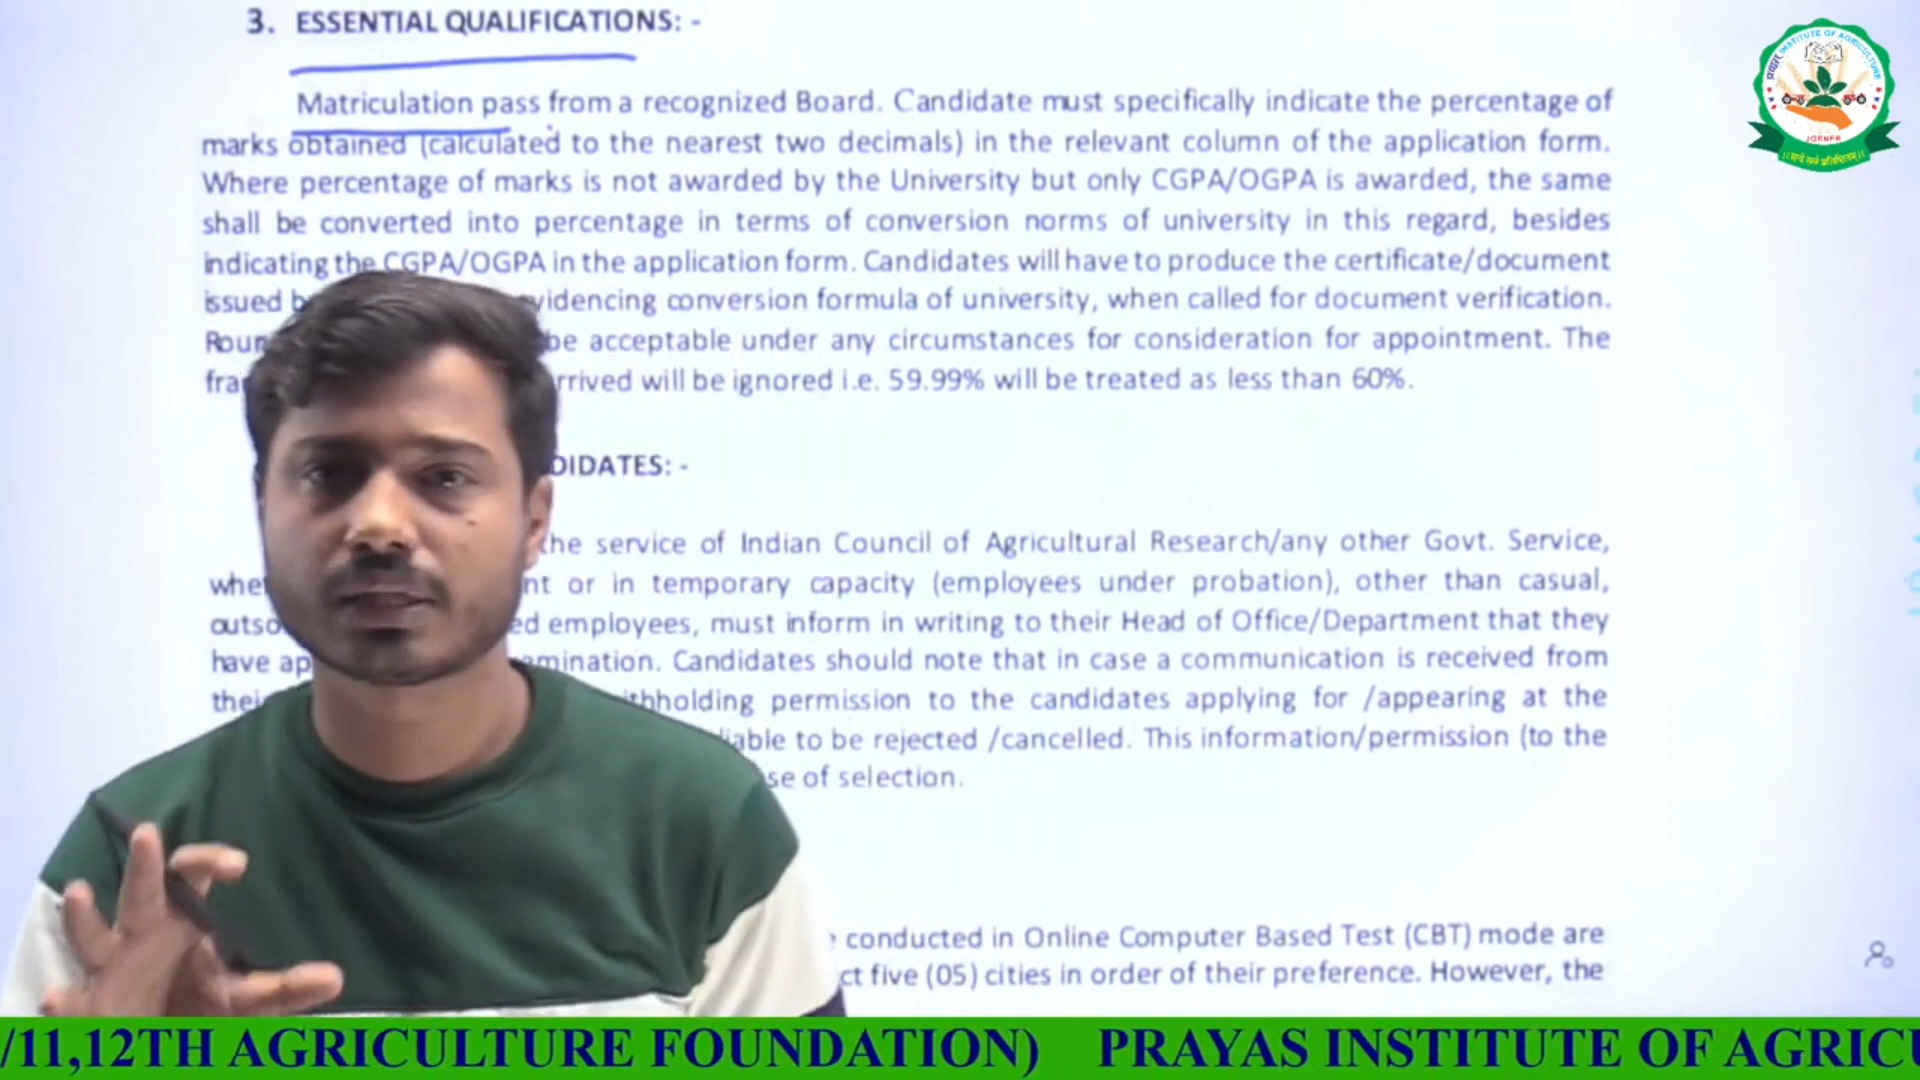 3. ESSENTIAL QUALIFICATIONS: -
Matriculation pass from a recognized Board. Candidate must specifically indicate the percentage of
marks obtained (calculated to the nearest two decimals) in the relevant column of the application form.
Where percentage of marks is not awarded by the University but only CGPA/OGPA is awarded, the same
shall be converted into percentage in terms of conversion norms of university in this regard, besides
indicating the CGPA/OGPA in the application form. Candidates will have to produce the certificate/document
issued videncing conversion formula of university, when called for document verification.
be acceptable under any circumstances for consideration for appointment. The
rrived will be ignored i.e. 59.99% will be treated as less than 60%.
DIDATES: -
the service of Indian Council of Agricultural Research/any other Govt. Service,
nt or in temporary capacity (employees under probation), other than casual,
ed employees, must inform in writing to their Head of Office/Department that they
have ap mination. Candidates should note that in case a communication is received from
their thholding permission to the candidates applying for /appearing at the
iable to be rejected /cancelled. This information/permission (to the
se of selection.
conducted in Online Computer Based Test (CBT) mode are
ct five (05) cities in order of their preference. However, the
INSTITUTE OF AGRICULTURE
/11,12TH AGRICULTURE FOUNDATION) PRAYAS INSTITUTE OF AGRICU